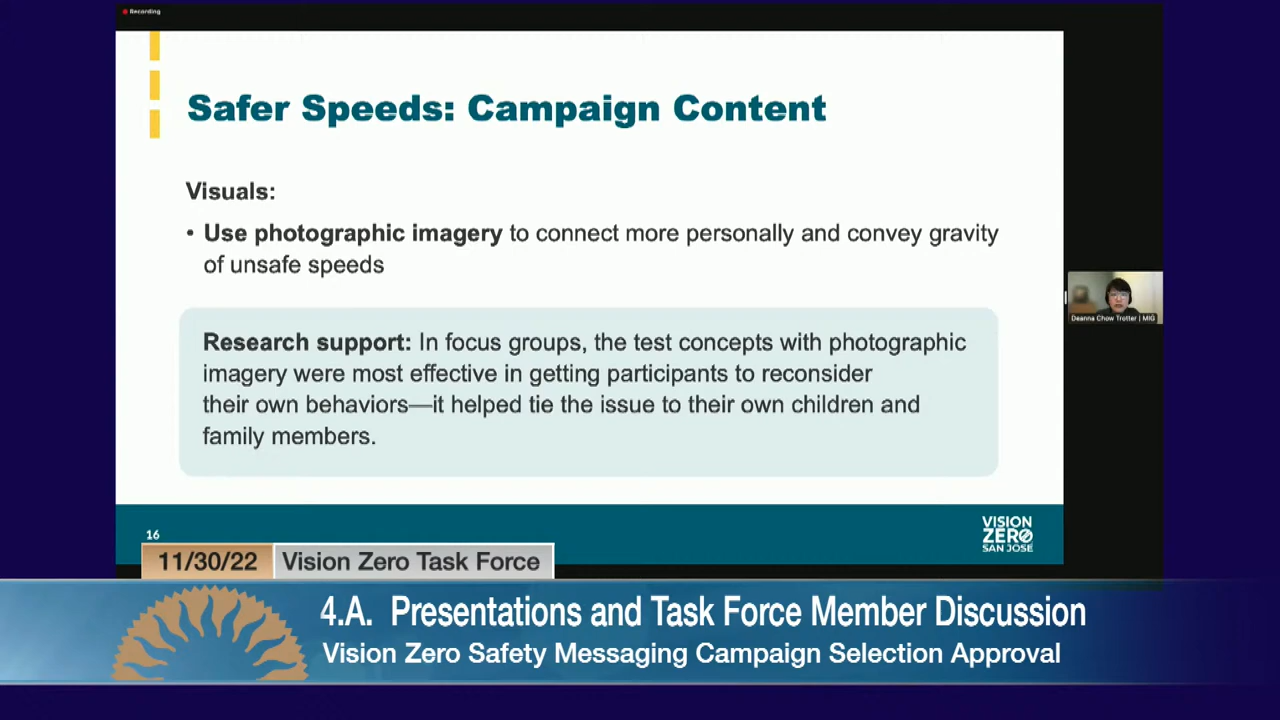 Recording
Safer Speeds: Campaign Content
Visuals:
• Use photographic imagery to connect more personally and convey gravity
of unsafe speeds
Research support: In focus groups, the test concepts with photographic
imagery were most effective in getting participants to reconsider
their own behaviors—it helped tie the issue to their own children and
family members.
Deanna Chow Trotter | MIG
16
VISION
ZERO
SAN JOSE
11/30/22 Vision Zero Task Force
4.A. Presentations and Task Force Member Discussion
Vision Zero Safety Messaging Campaign Selection Approval